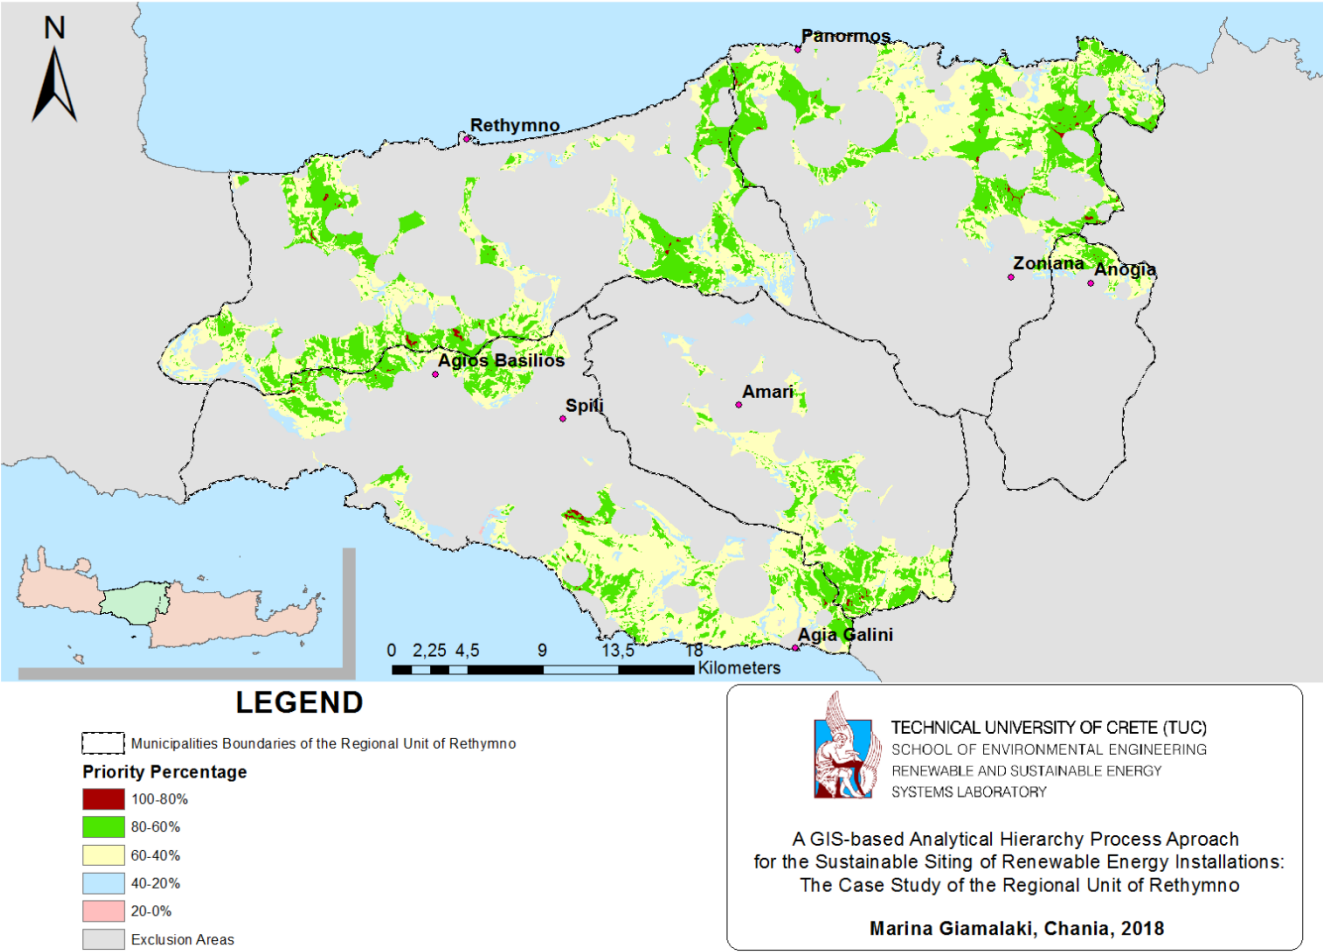 N
Panormos
Rethymno
Zoniana
Anogia
Agios Basilios
Amari
Spili
Agia Galini
0 2,25 4,5 9 13,5 18
Kilometers
LEGEND
Municipalities Boundaries of the Regional Unit of Rethymno
Priority Percentage
100-80%
80-60%
60-40%
40-20%
20-0%
Exclusion Areas
TECHNICAL UNIVERSITY OF CRETE (TUC)
SCHOOL OF ENVIRONMENTAL ENGINEERING
RENEWABLE AND SUSTAINABLE ENERGY
SYSTEMS LABORATORY
A GIS-based Analytical Hierarchy Process Aproach
for the Sustainable Siting of Renewable Energy Installations:
The Case Study of the Regional Unit of Rethymno
Marina Giamalaki, Chania, 2018